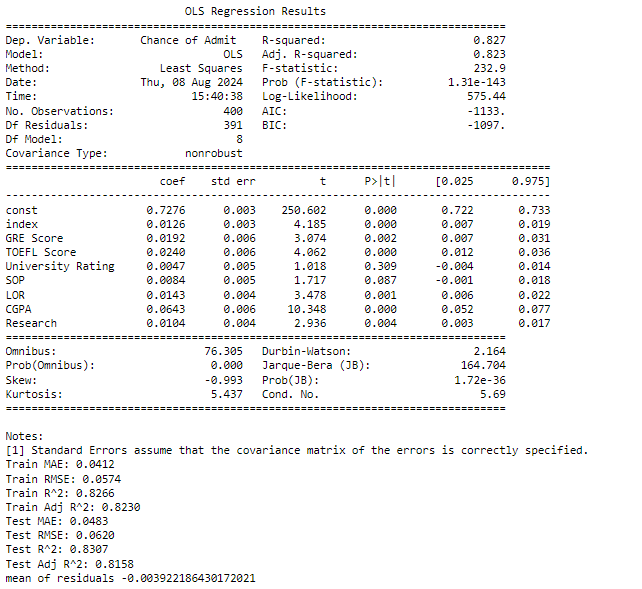 OLS Regression Results
==============================================================================
Dep. Variable: Chance of Admit R-squared: 0.827
Model: OLS Adj. R-squared: 0.823
Method: Least Squares F-statistic: 232.9
Date: Thu, 08 Aug 2024 Prob (F-statistic): 1.31e-143
Time: 15:40:38 Log-Likelihood: 575.44
No. Observations: 400 AIC: -1133.
Df Residuals: 391 BIC: -1097.
Df Model: 8
Covariance Type: nonrobust
==============================================================================
coef std err t P>|t| [0.025 0.975]
------------------------------------------------------------------------------
const 0.7276 0.003 250.602 0.000 0.722 0.733
index 0.0126 0.003 4.185 0.000 0.007 0.019
GRE Score 0.0192 0.006 3.074 0.002 0.007 0.031
TOEFL Score 0.0240 0.006 4.062 0.000 0.012 0.036
University Rating 0.0047 0.005 1.018 0.309 -0.004 0.014
SOP 0.0084 0.005 1.717 0.087 -0.001 0.018
LOR 0.0143 0.004 3.478 0.001 0.006 0.022
CGPA 0.0643 0.006 10.348 0.000 0.052 0.077
Research 0.0104 0.004 2.936 0.004 0.003 0.017
==============================================================================
Omnibus: 76.305 Durbin-Watson: 2.164
Prob(Omnibus): 0.000 Jarque-Bera (JB): 164.704
Skew: -0.993 Prob(JB): 1.72e-36
Kurtosis: 5.437 Cond. No. 5.69
==============================================================================
Notes:
[1] Standard Errors assume that the covariance matrix of the errors is correctly specified.
Train MAE: 0.0412
Train RMSE: 0.0574
Train R^2: 0.8266
Train Adj R^2: 0.8230
Test MAE: 0.0483
Test RMSE: 0.0620
Test R^2: 0.8307
Test Adj R^2: 0.8158
mean of residuals -0.003922186430172021